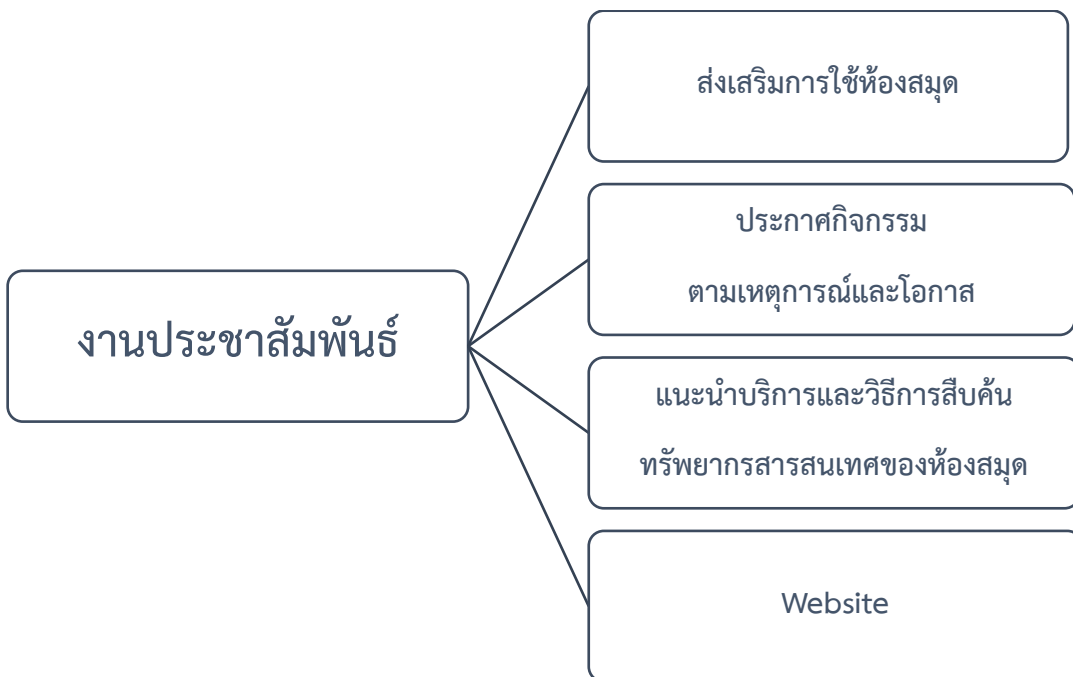 งานประชาสัมพันธ์
ส่งเสริมการใช้ห้องสมุด
ประกาศกิจกรรม
ตามเหตุการณ์และโอกาส
แนะนำบริการและวิธีการสืบค้น
ทรัพยากรสารสนเทศของห้องสมุด
Website